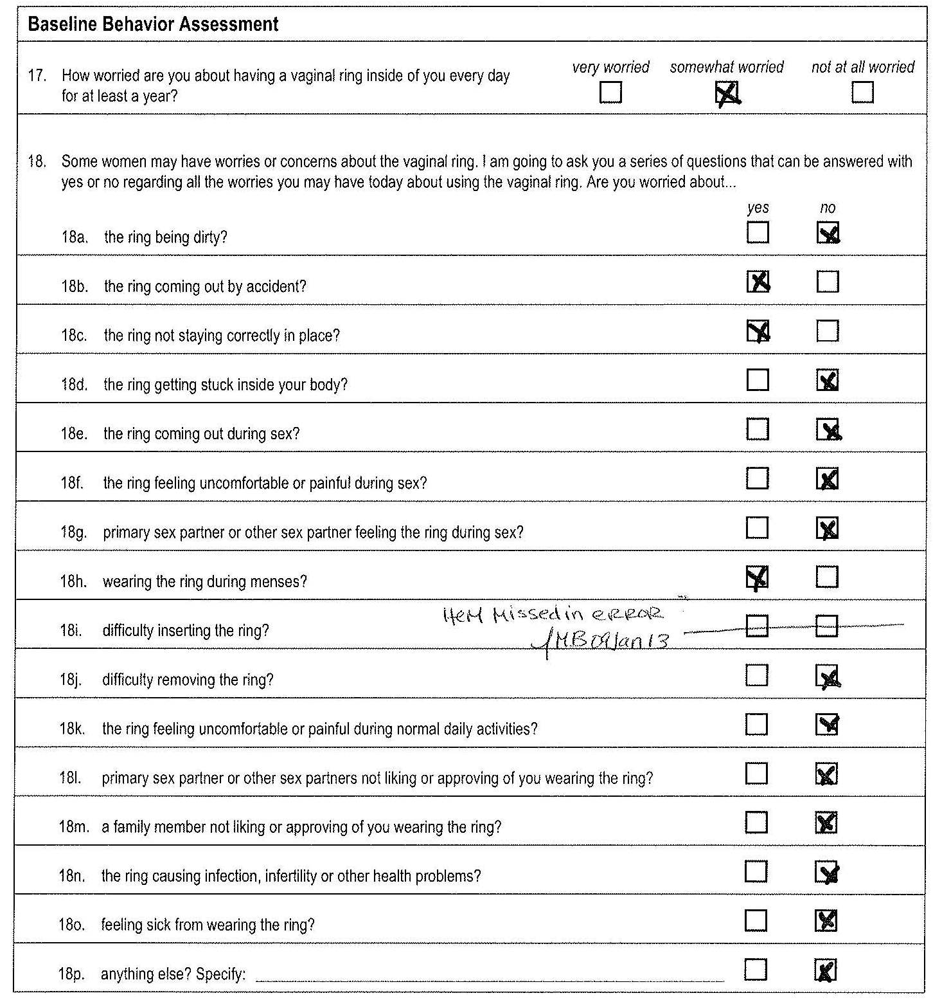 Baseline Behavior Assessment
very worried somewhat worried not at all worried
17. How worried are you about having a vaginal ring inside of you every day
for at least a year?
18. Some women may have worries or concerns about the vaginal ring. I am going to ask you a series of questions that can be answered with
yes or no regarding all the worries you may have today about using the vaginal ring. Are you worried about...
yes no
18a. the ring being dirty?
18b. the ring coming out by accident?
18c. the ring not staying correctly in place?
18d. the ring getting stuck inside your body?
18e. the ring coming out during sex?
18f. the ring feeling uncomfortable or painful during sex?
18g. primary sex partner or other sex partner feeling the ring during sex?
18h. wearing the ring during menses?
Item Missed in ERROR
18i. difficulty inserting the ring?
MB 09Jan13
18j. difficulty removing the ring?
18k. the ring feeling uncomfortable or painful during normal daily activities?
18l. primary sex partner or other sex partners not liking or approving of you wearing the ring?
18m. a family member not liking or approving of you wearing the ring?
18n. the ring causing infection, infertility or other health problems?
18o. feeling sick from wearing the ring?
18p. anything else? Specify: